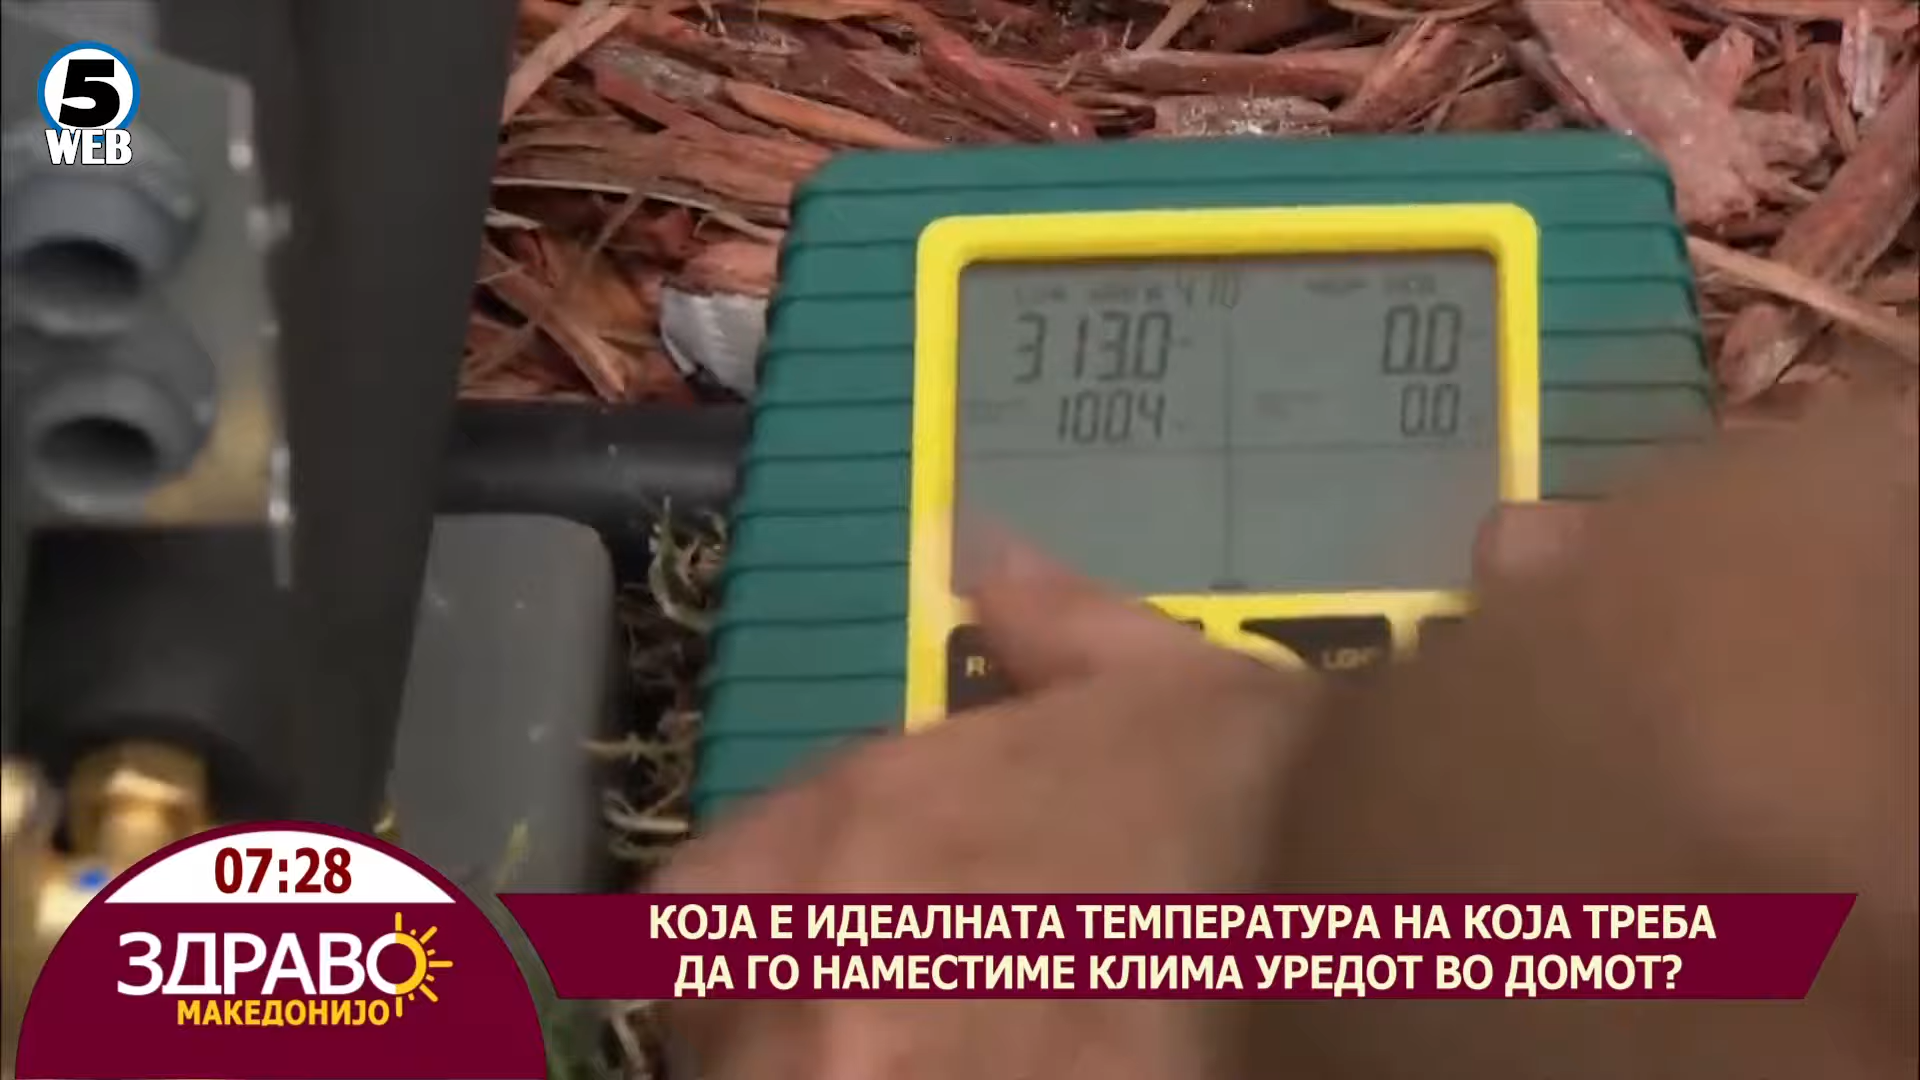 5
WEB
410
313.0
0.0
100.4
0.0
07:28
ЗДРАВО
МАКЕДОНИЈО
КОЈА Е ИДЕАЛНАТА ТЕМПЕРАТУРА НА КОЈА ТРЕБА
ДА ГО НАМЕСТИМЕ КЛИМА УРЕДОТ ВО ДОМОТ?